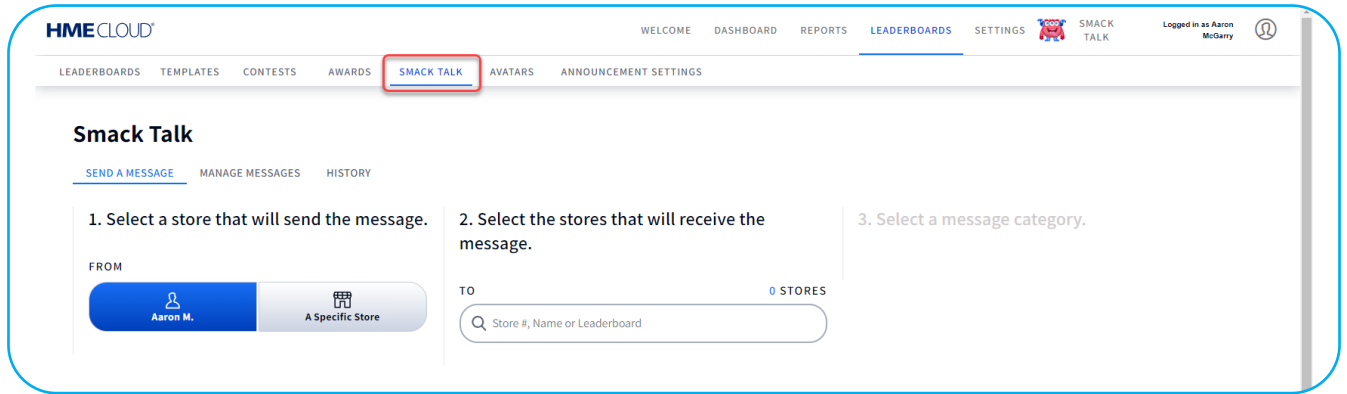 HME CLOUD®
WELCOME DASHBOARD REPORTS LEADERBOARDS SETTINGS SMACK TALK Logged in as Aaron McGarry
LEADERBOARDS TEMPLATES CONTESTS AWARDS SMACK TALK AVATARS ANNOUNCEMENT SETTINGS
Smack Talk
SEND A MESSAGE MANAGE MESSAGES HISTORY
1. Select a store that will send the message.
FROM
Aaron M. A Specific Store
2. Select the stores that will receive the
message.
TO 0 STORES
Store #, Name or Leaderboard
3. Select a message category.